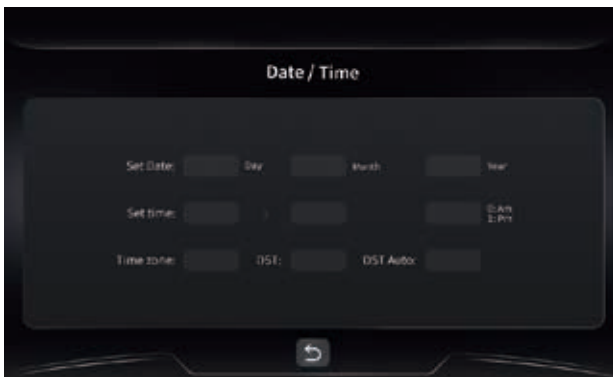 Date / Time
Set Date: Day Month Year
Set time: : 0: Am
1: Pm
Time zone: DST: DST Auto: